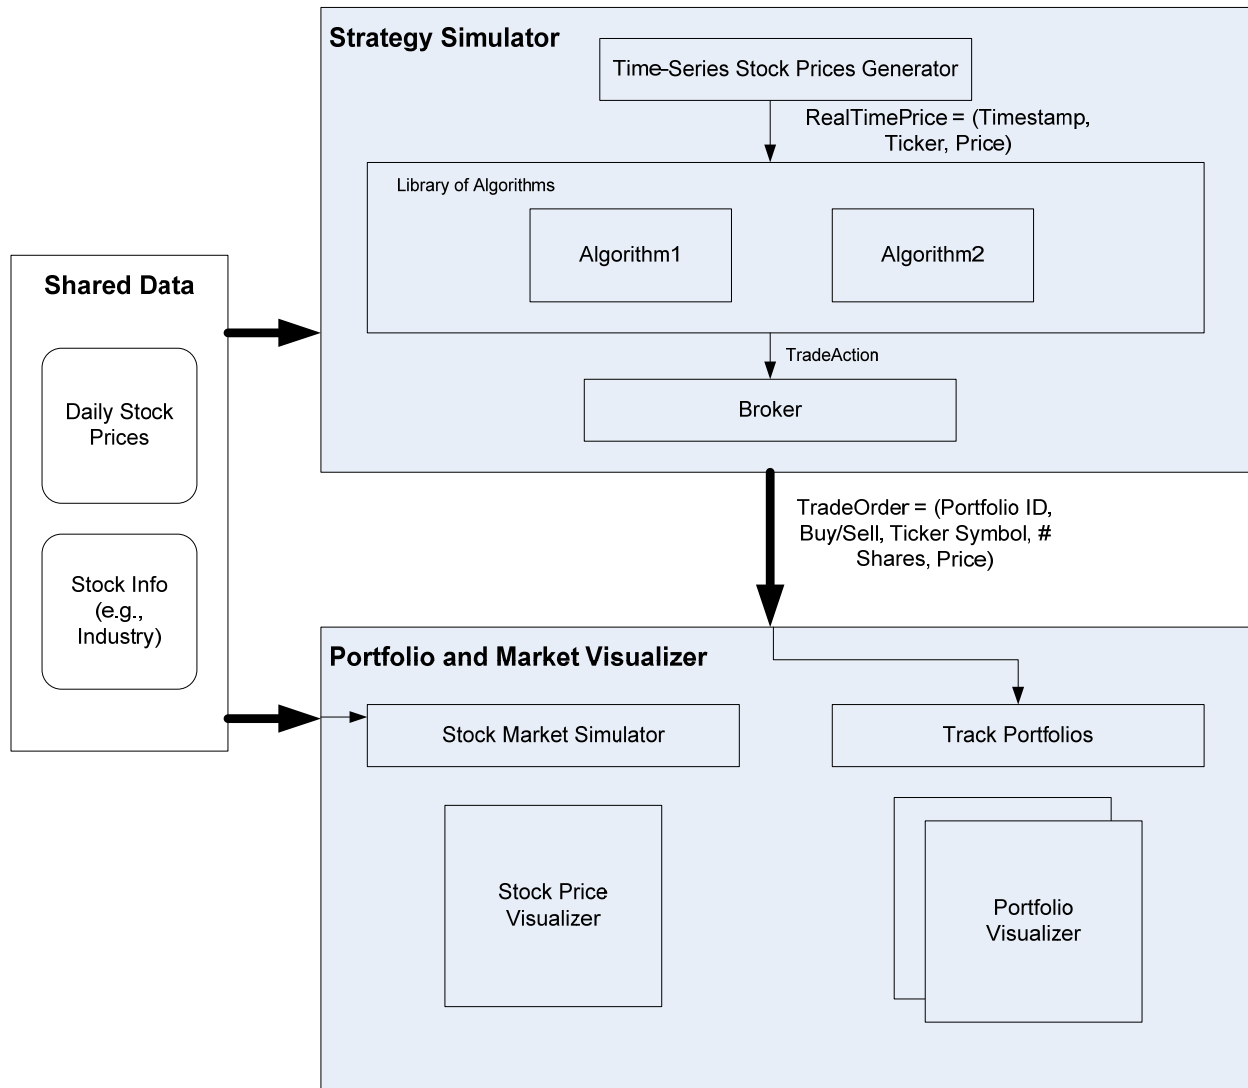 Strategy Simulator
Time-Series Stock Prices Generator
RealTimePrice = (Timestamp,
Ticker, Price)
Library of Algorithms
Algorithm1
Algorithm2
TradeAction
Broker
Shared Data
Daily Stock
Prices
Stock Info
(e.g.,
Industry)
TradeOrder = (Portfolio ID,
Buy/Sell, Ticker Symbol, #
Shares, Price)
Portfolio and Market Visualizer
Stock Market Simulator
Track Portfolios
Stock Price
Visualizer
Portfolio
Visualizer